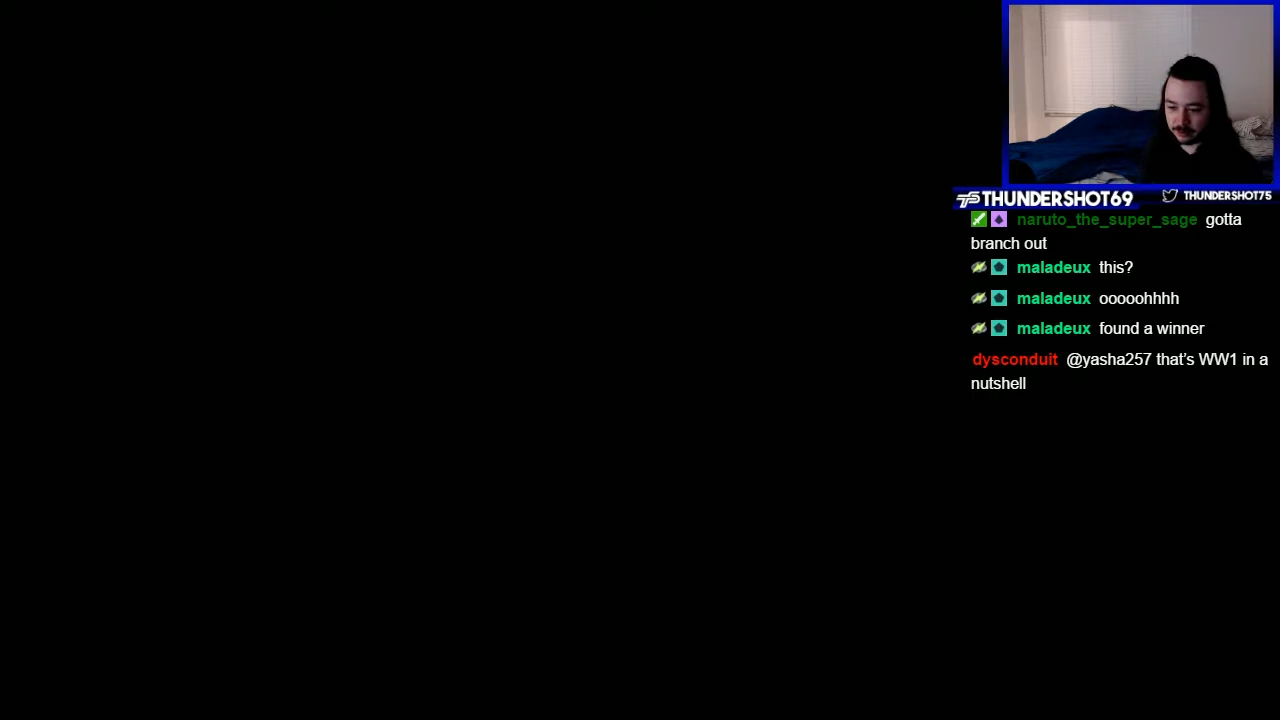 THUNDERSHOT69
THUNDERSHOT75
naruto_the_super_sage gotta
branch out
maladeux this?
maladeux ooooohhhh
maladeux found a winner
dysconduit @yasha257 that’s WW1 in a
nutshell